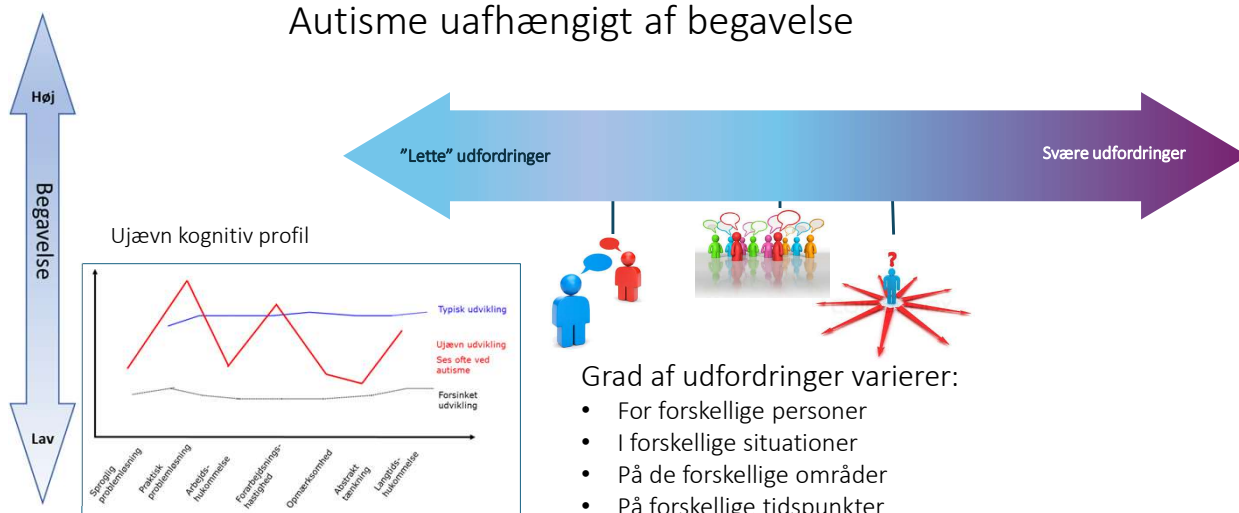 Autisme uafhængigt af begavelse
Høj
Begavelse
Lav
"Lette" udfordringer
Svære udfordringer
Ujævn kognitiv profil
Typisk udvikling
Ujævn udvikling
Ses ofte ved
autisme
Forsinket
udvikling
Sproglig
problemløsning
Praktisk
problemløsning
Arbejds-
hukommelse
Forarbejdnings-
hastighed
Opmærksomhed
Abstrakt
tænkning
Langtids-
hukommelse
?
Grad af udfordringer varierer:
• For forskellige personer
• I forskellige situationer
• På de forskellige områder
• På forskellige tidspunkter